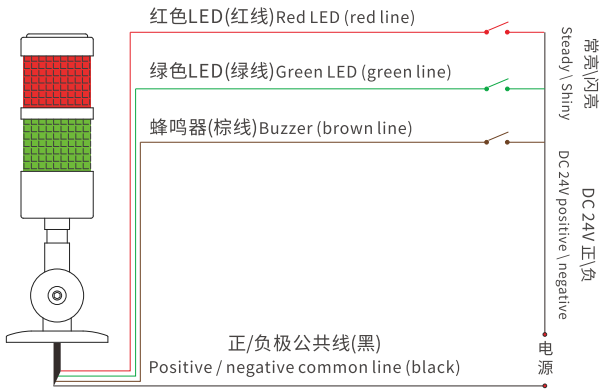 红色LED(红线)Red LED (red line)
绿色LED(绿线)Green LED (green line)
蜂鸣器(棕线)Buzzer (brown line)
常亮\闪亮
Steady \ Shiny
DC 24V 正\负
DC 24V positive \ negative
正/负极公共线(黑)
Positive / negative common line (black)
电
源